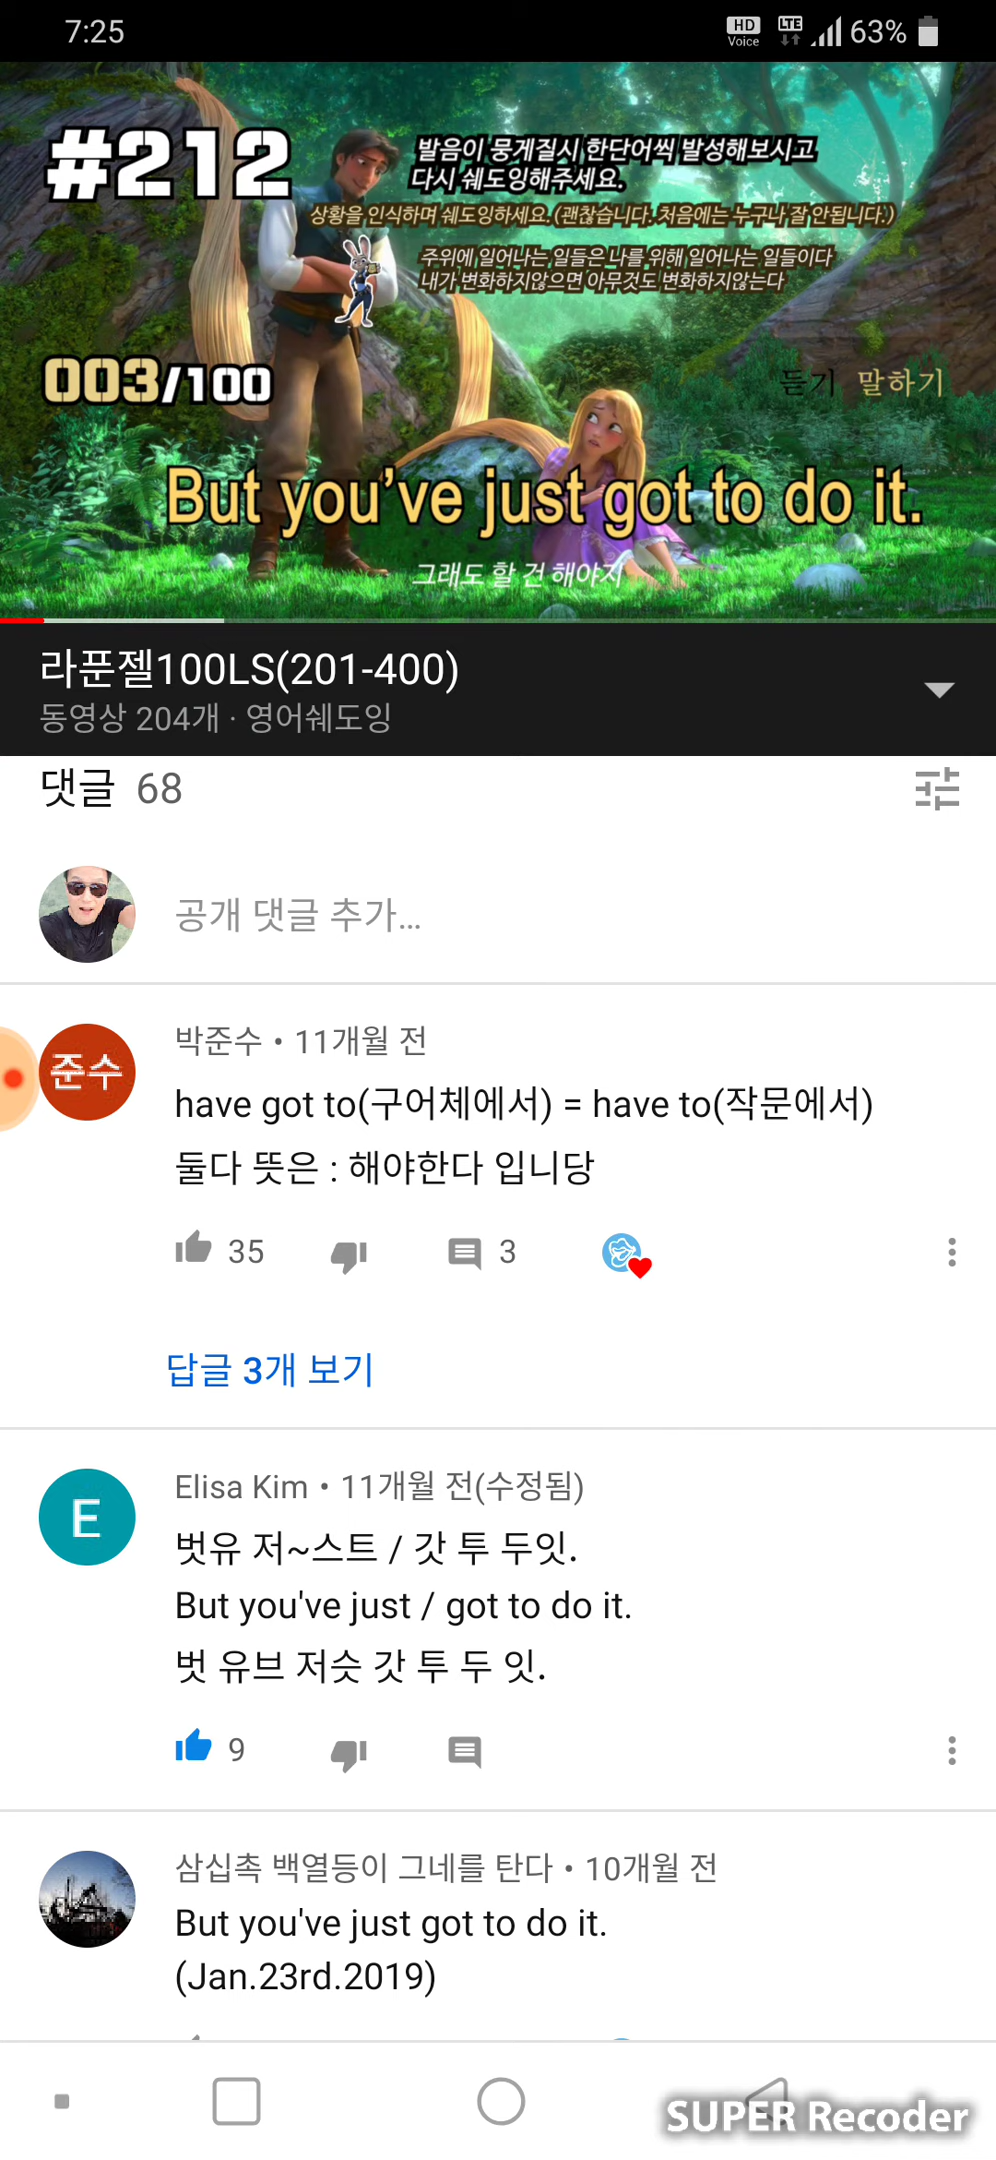 7:25
HD Voice LTE 63%
#212
발음이 뭉게질시 한단어씩 발성해보시고
다시 쉐도잉해주세요.
상황을 인식하며 쉐도잉하세요.(괜찮습니다. 처음에는 누구나 잘 안됩니다.)
주위에 일어나는 일들은 나를 위해 일어나는 일들이다
내가 변화하지않으면 아무것도 변화하지않는다
003/100
듣기 말하기
But you've just got to do it.
그래도 할 건 해야지
라푼젤100LS(201-400)
동영상 204개 · 영어쉐도잉
댓글 68
공개 댓글 추가...
준수
박준수 • 11개월 전
have got to(구어체에서) = have to(작문에서)
둘다 뜻은 : 해야한다 입니당
35 3
답글 3개 보기
E
Elisa Kim • 11개월 전(수정됨)
벗유 저~스트 / 갓 투 두잇.
But you've just / got to do it.
벗 유브 저슷 갓 투 두 잇.
9
삼십촉 백열등이 그네를 탄다 • 10개월 전
But you've just got to do it.
(Jan.23rd.2019)
SUPER Recoder